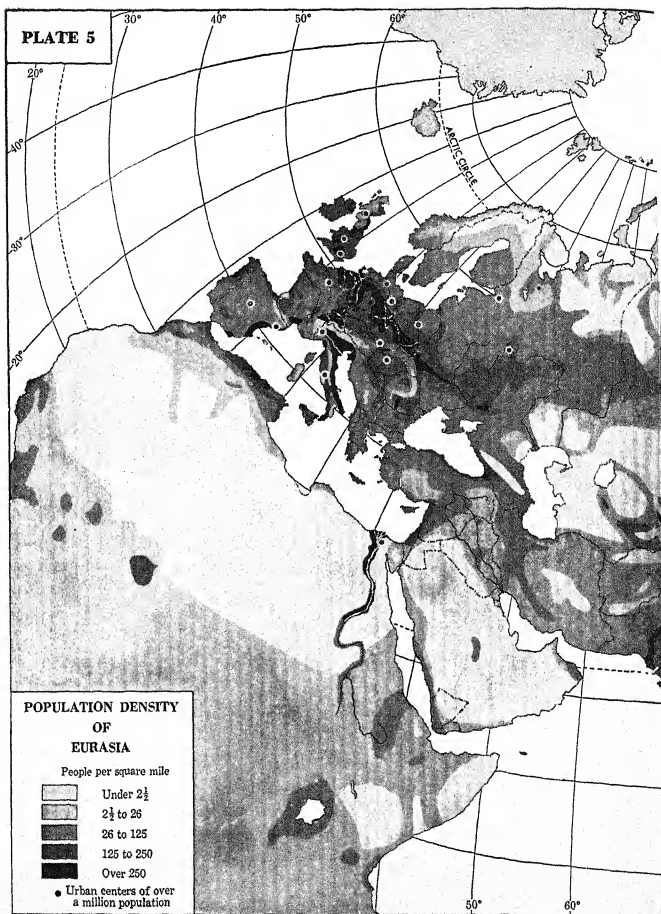 PLATE 5
30°
40°
50°
60°
20°
40°
30°
20°
ARCTIC CIRCLE
POPULATION DENSITY
OF
EURASIA
People per square mile
Under 2½
2½ to 26
26 to 125
125 to 250
Over 250
• Urban centers of over
a million population
50°
60°